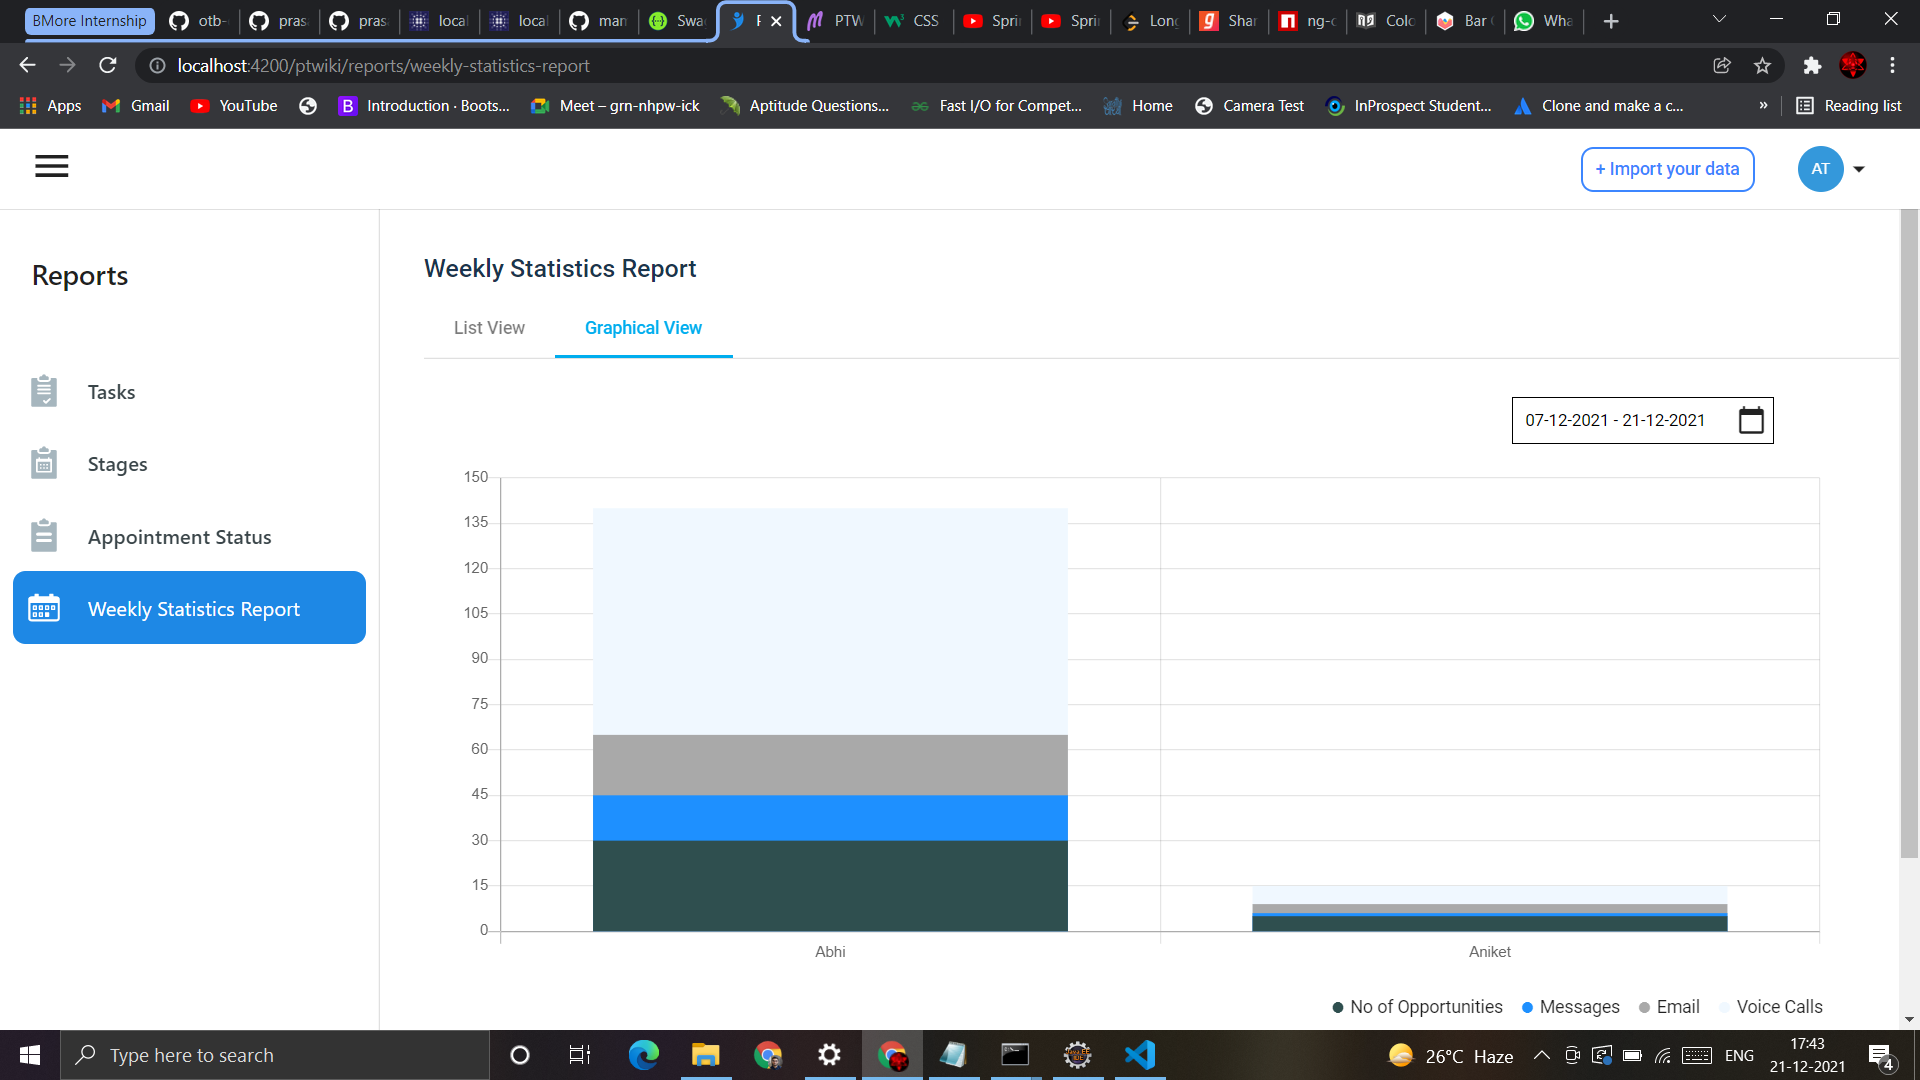 BMore Internship otb- pras pras local local mar Swa F PTW CSS Sprin Sprin Long Shar ng-c Colo Bar Wha
localhost:4200/ptwiki/reports/weekly-statistics-report
Apps Gmail YouTube Introduction · Boots... Meet – grn-nhpw-ick Aptitude Questions... Fast I/O for Compet... Home Camera Test InProspect Student... Clone and make a c... » Reading list
+ Import your data AT
Reports
Tasks
Stages
Appointment Status
Weekly Statistics Report
Weekly Statistics Report
List View Graphical View
07-12-2021 - 21-12-2021
150
135
120
105
90
75
60
45
30
15
0
Abhi Aniket
No of Opportunities Messages Email Voice Calls
Type here to search
26°C Haze ENG
17:43
21-12-2021
4